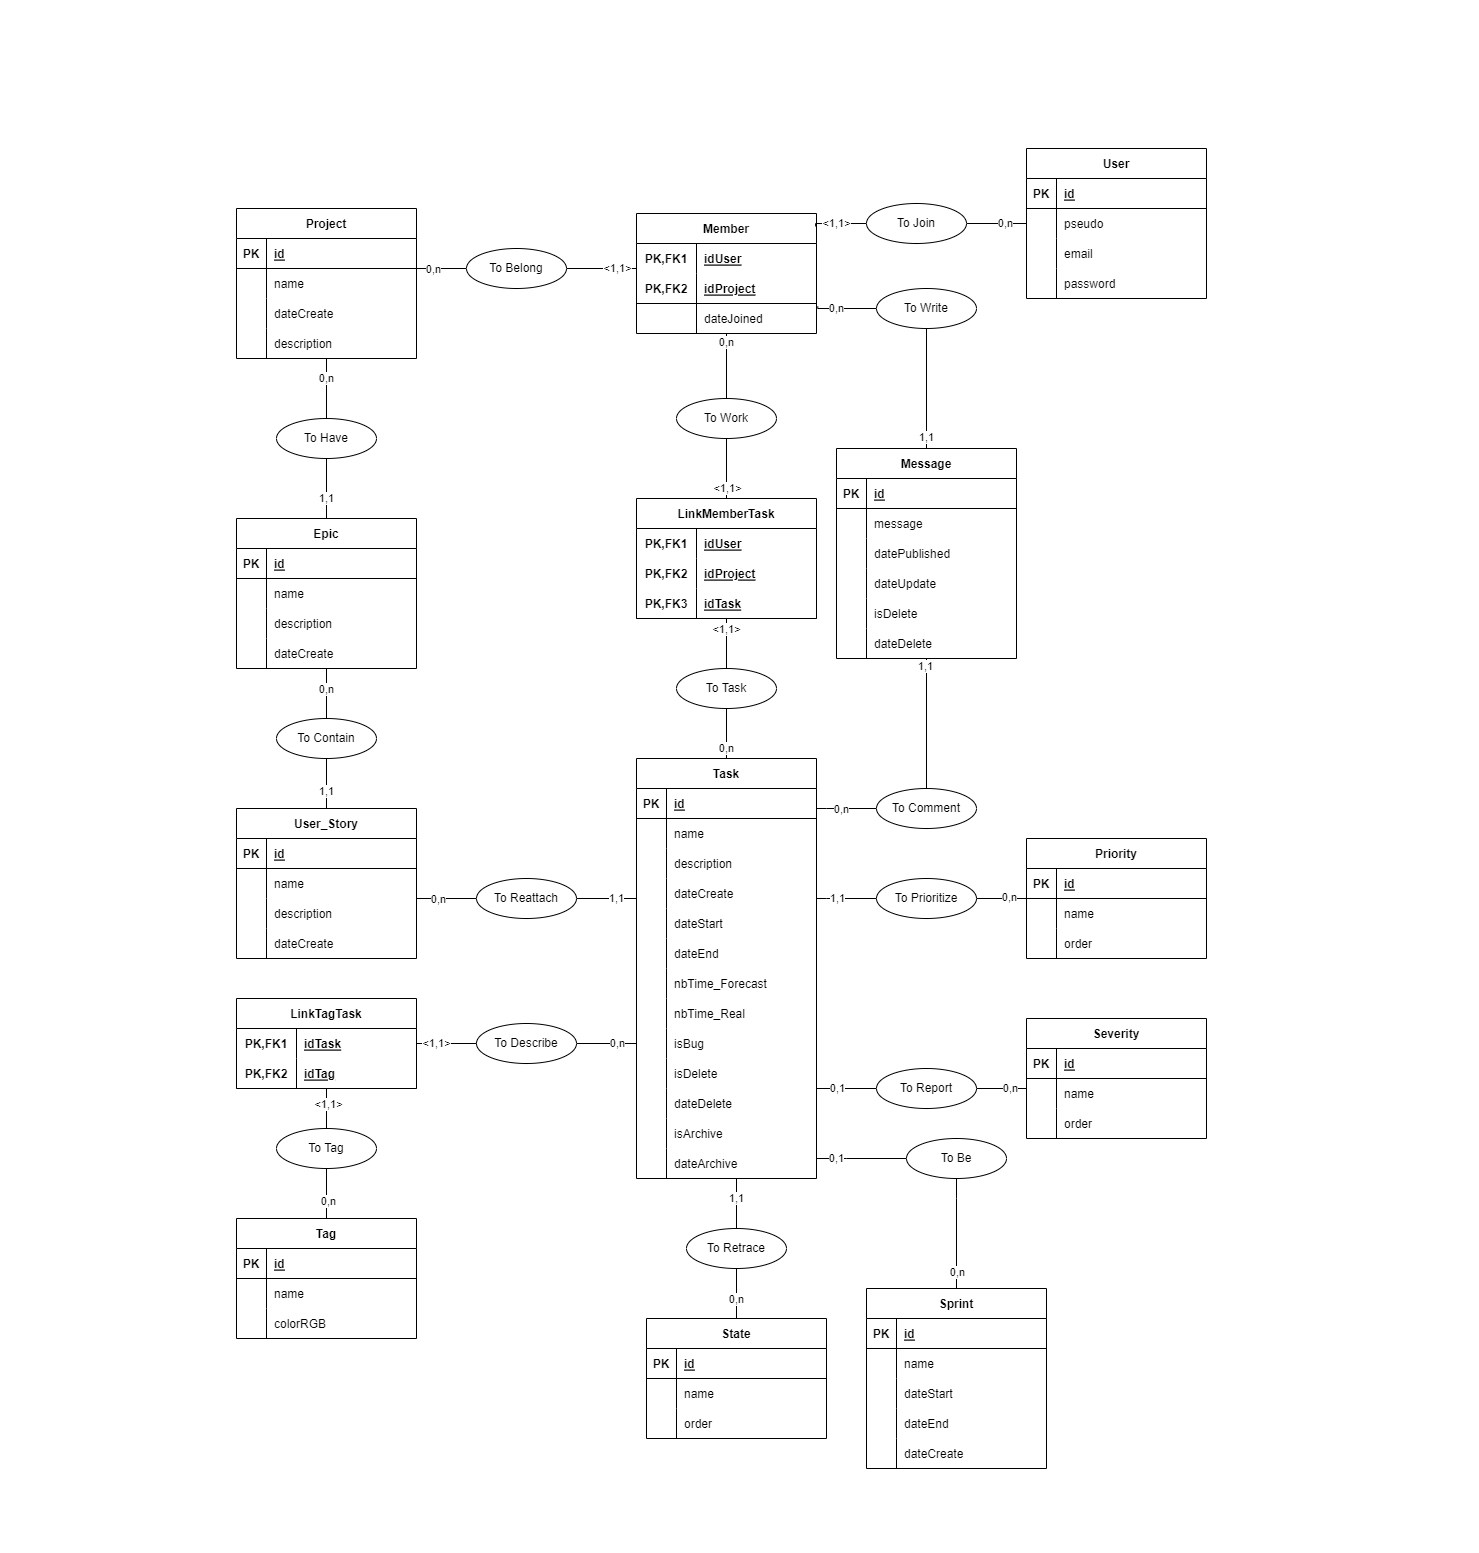 User
PK id
pseudo
email
password
Project
PK id
name
dateCreate
description
0,n
To Belong
<1,1>
Member
PK,FK1 idUser
PK,FK2 idProject
dateJoined
<1,1>
To Join
0,n
0,n
To Write
1,1
0,n
To Work
<1,1>
0,n
To Have
1,1
Epic
PK id
name
description
dateCreate
LinkMemberTask
PK,FK1 idUser
PK,FK2 idProject
PK,FK3 idTask
Message
PK id
message
datePublished
dateUpdate
isDelete
dateDelete
1,1
To Comment
0,n
<1,1>
To Task
0,n
0,n
To Contain
1,1
User_Story
PK id
name
description
dateCreate
0,n
To Reattach
1,1
Task
PK id
name
description
dateCreate
dateStart
dateEnd
nbTime_Forecast
nbTime_Real
isBug
isDelete
dateDelete
isArchive
dateArchive
1,1
To Prioritize
0,n
Priority
PK id
name
order
LinkTagTask
PK,FK1 idTask
PK,FK2 idTag
<1,1>
To Describe
0,n
Severity
PK id
name
order
0,1
To Report
0,n
0,1
To Be
0,n
<1,1>
To Tag
0,n
Tag
PK id
name
colorRGB
1,1
To Retrace
0,n
State
PK id
name
order
Sprint
PK id
name
dateStart
dateEnd
dateCreate